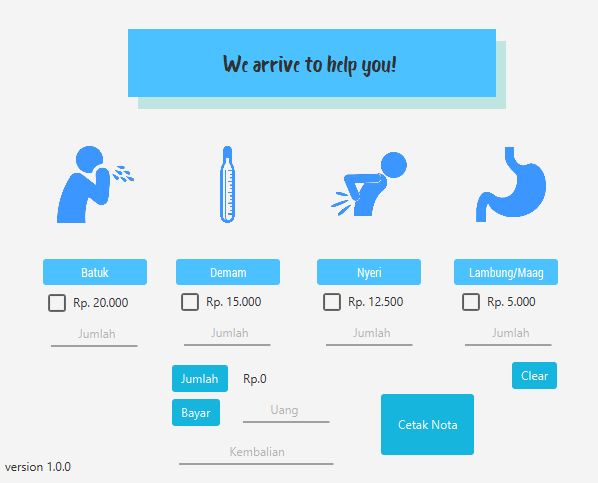 We arrive to help you!
Batuk
Demam
Nyeri
Lambung/Maag
Rp. 20.000
Rp. 15.000
Rp. 12.500
Rp. 5.000
Jumlah
Jumlah
Jumlah
Jumlah
Jumlah
Rp.0
Clear
Bayar
Uang
Cetak Nota
Kembalian
version 1.0.0